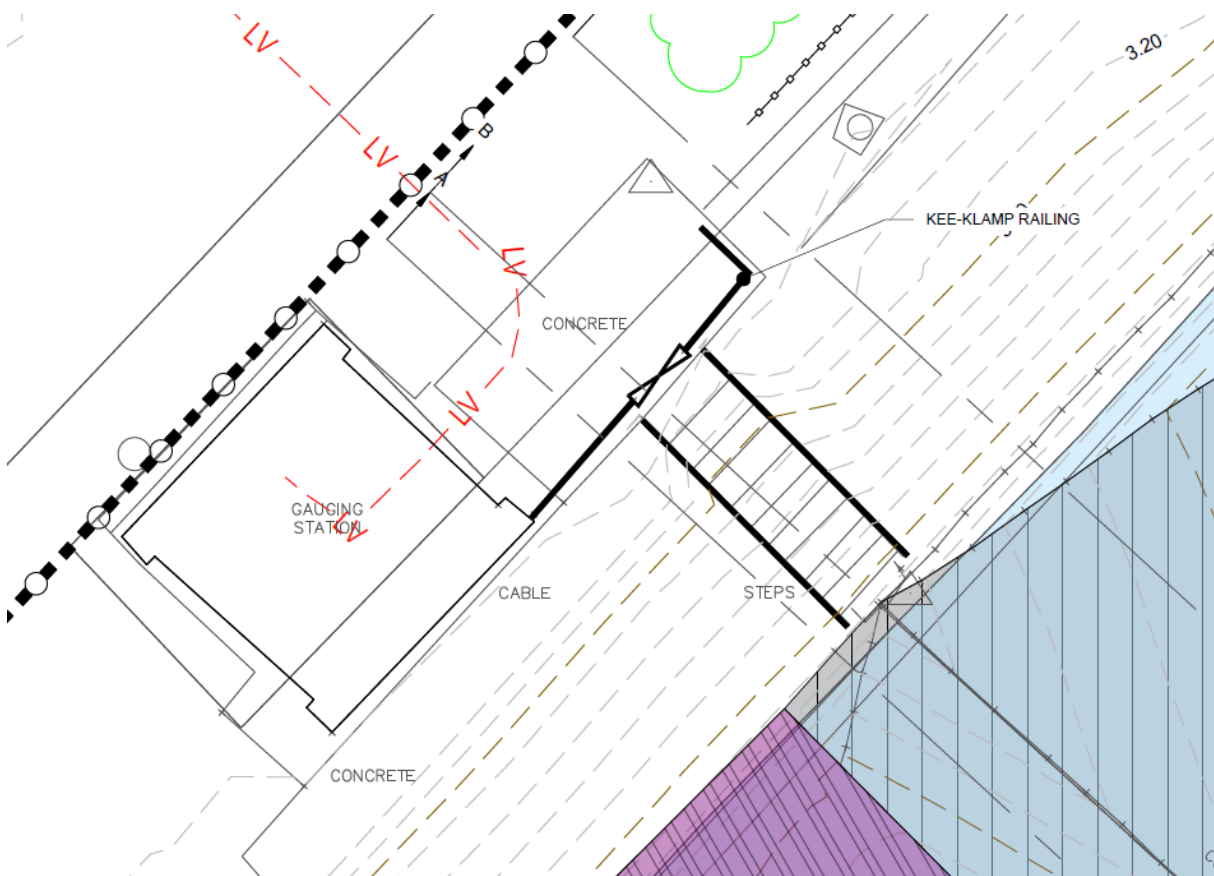 LV
3.20
B
LV
A
KEE-KLAMP RAILING
LV
CONCRETE
LV
GAUGING
STATION
LV
CABLE
STEPS
CONCRETE